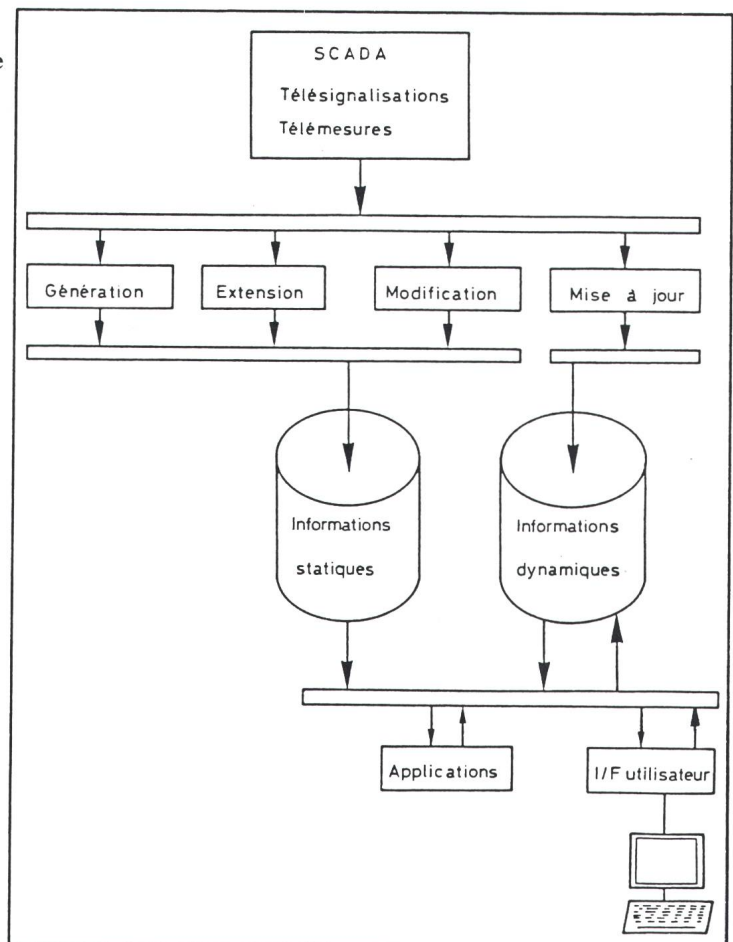 e
SCADA
Télésignalisations
Télémesures
Génération
Extension
Modification
Mise à jour
Informations
statiques
Informations
dynamiques
Applications
I/F utilisateur